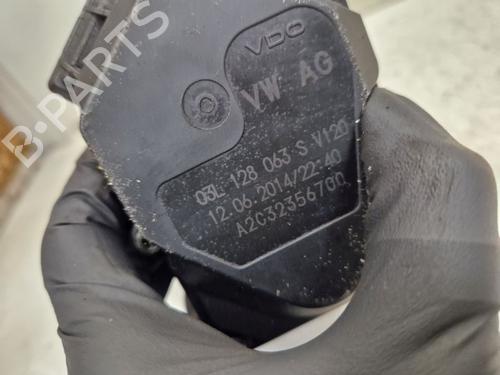 VDO
VW AG
03L 128 063 S V120
12.06.2014/22:40
A2C32356700
B-PARTS